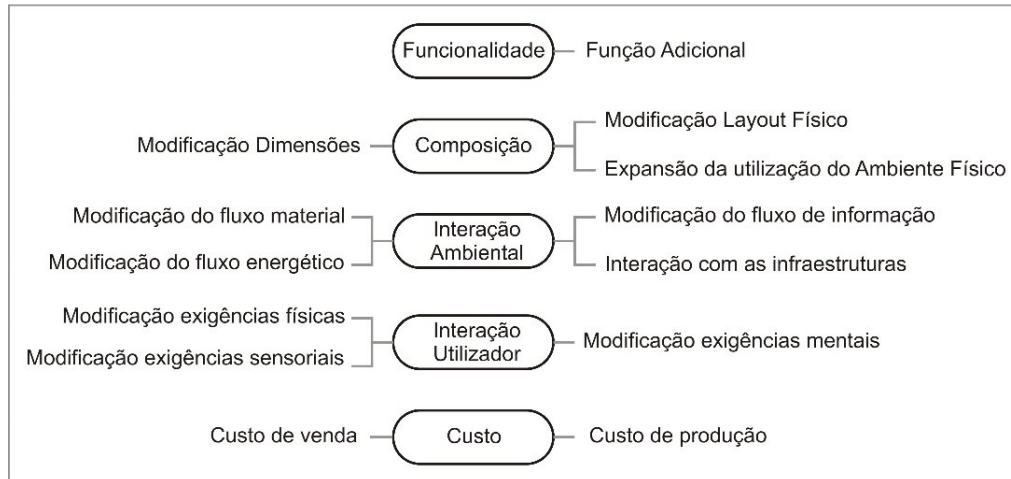 Funcionalidade
Função Adicional
Modificação Dimensões
Composição
Modificação Layout Físico
Expansão da utilização do Ambiente Físico
Modificação do fluxo material
Modificação do fluxo energético
Interação
Ambiental
Modificação do fluxo de informação
Interação com as infraestruturas
Modificação exigências físicas
Modificação exigências sensoriais
Interação
Utilizador
Modificação exigências mentais
Custo de venda
Custo
Custo de produção